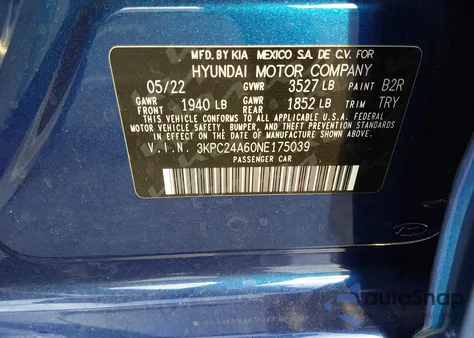 MFD.BY KIA MEXICO S.A. DE C.V. FOR
HYUNDAI MOTOR COMPANY
05/22 GVWR 3527 LB PAINT B2R
GAWR FRONT 1940 LB GAWR REAR 1852 LB TRIM TRY
THIS VEHICLE CONFORMS TO ALL APPLICABLE U.S.A. FEDERAL
MOTOR VEHICLE SAFETY, BUMPER, AND THEFT PREVENTION
STANDARDS IN EFFECT ON THE DATE OF MANUFACTURE SHOWN ABOVE.
V.I.N. 3KPC24A60NE175039
PASSENGER CAR
AutoSnap